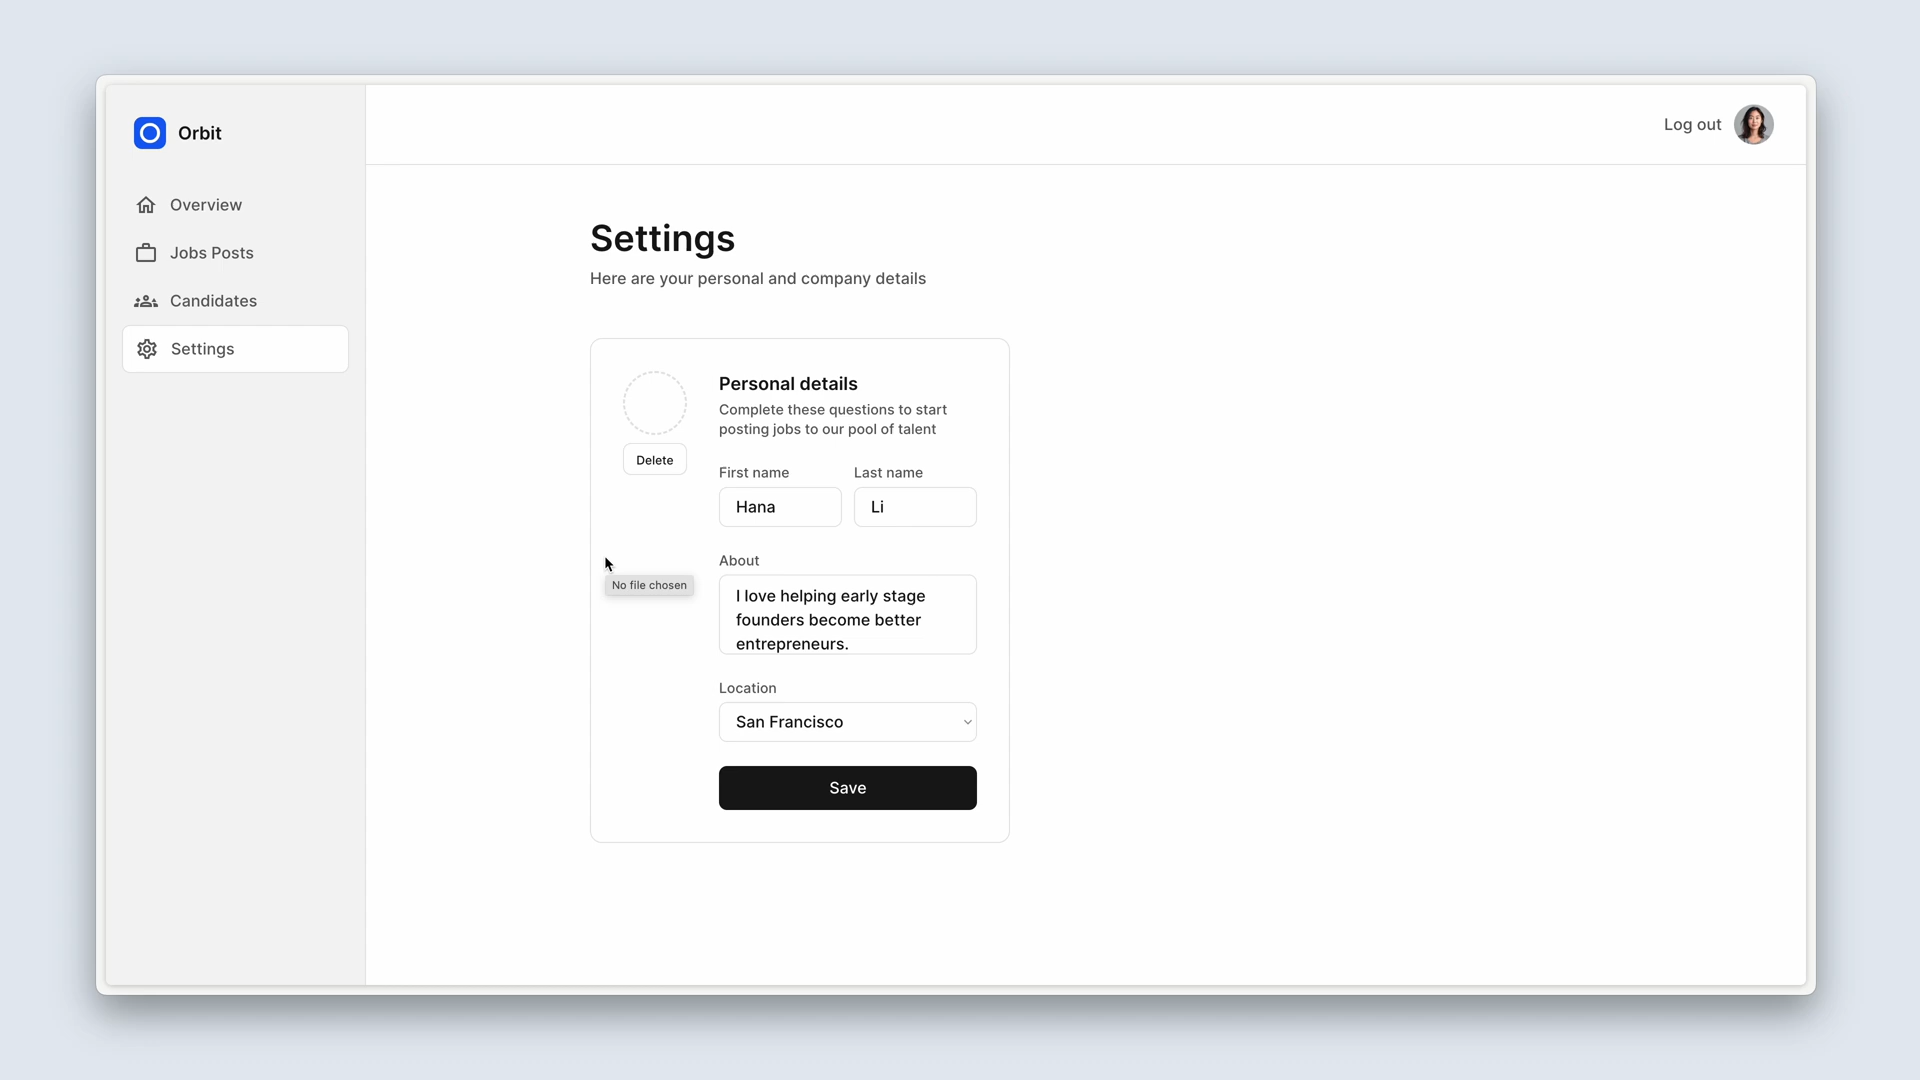 Orbit
Log out
Overview
Jobs Posts
Candidates
Settings
Settings
Here are your personal and company details
Personal details
Complete these questions to start
posting jobs to our pool of talent
Delete
First name
Last name
Hana
Li
No file chosen
About
I love helping early stage
founders become better
entrepreneurs.
Location
San Francisco
Save